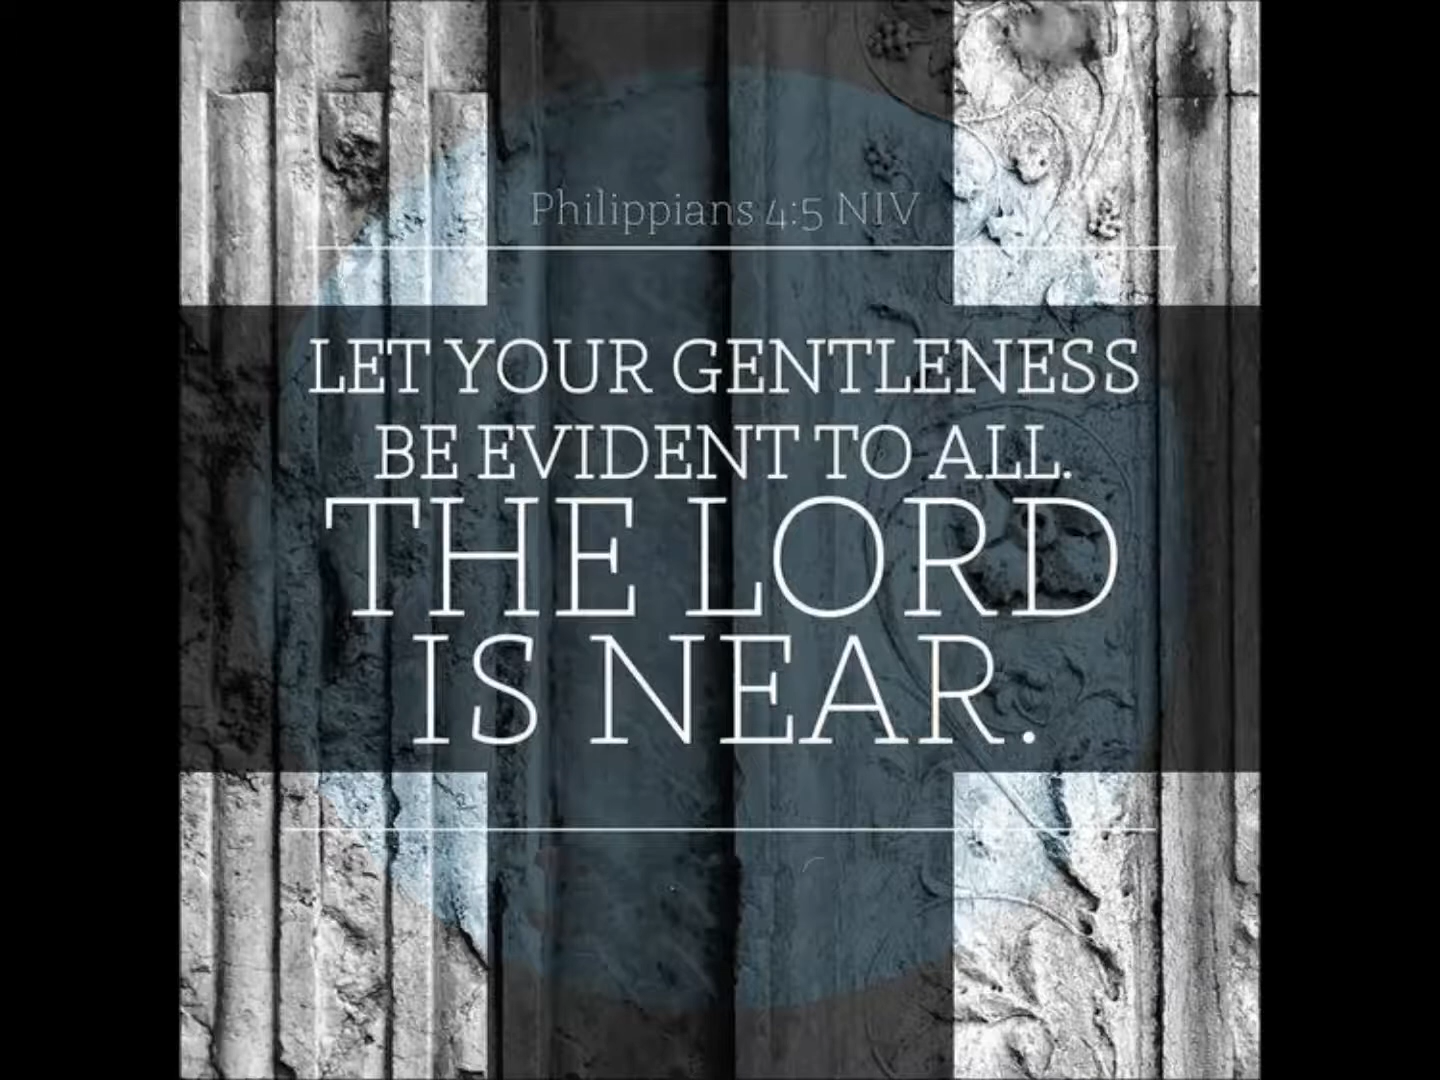 Philippians 4:5 NIV
LET YOUR GENTLENESS
BE EVIDENT TO ALL.
THE LORD
IS NEAR.